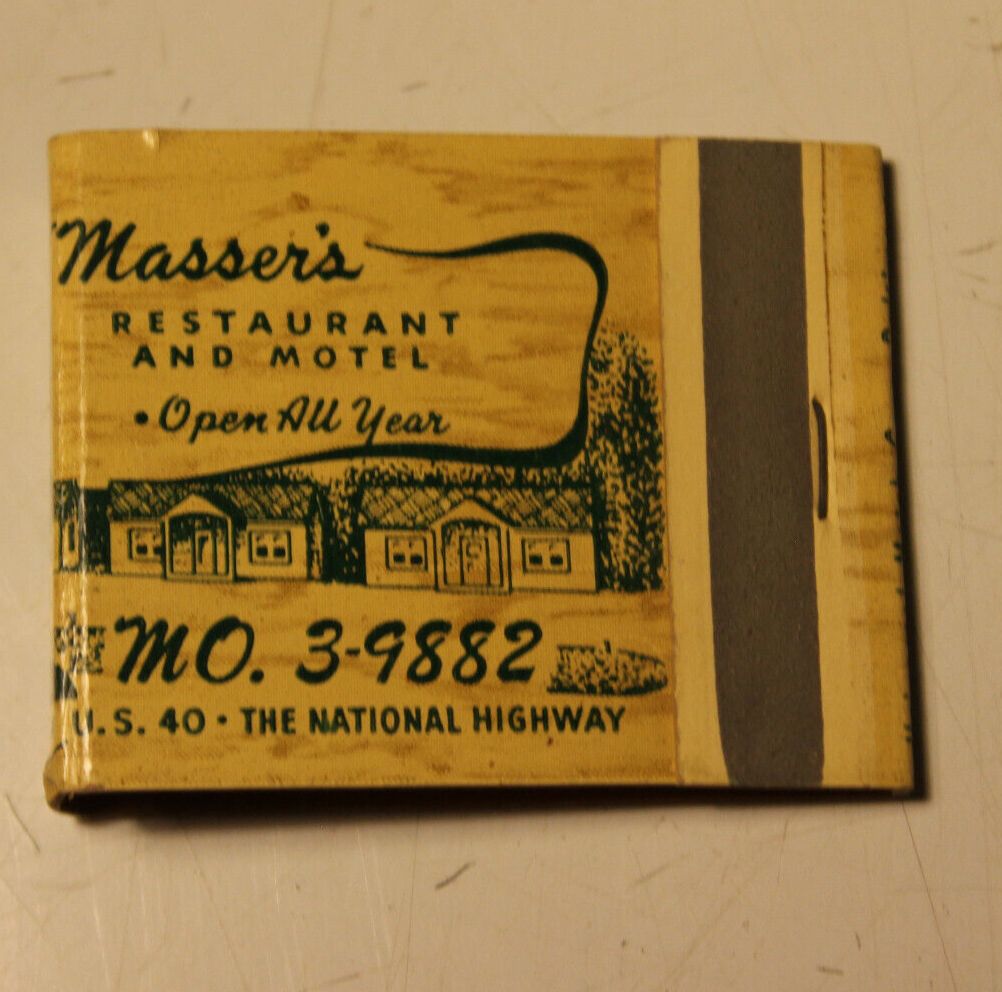 Masser's
RESTAURANT
AND MOTEL
• Open All Year
MO. 3-9882
U.S. 40 • THE NATIONAL HIGHWAY